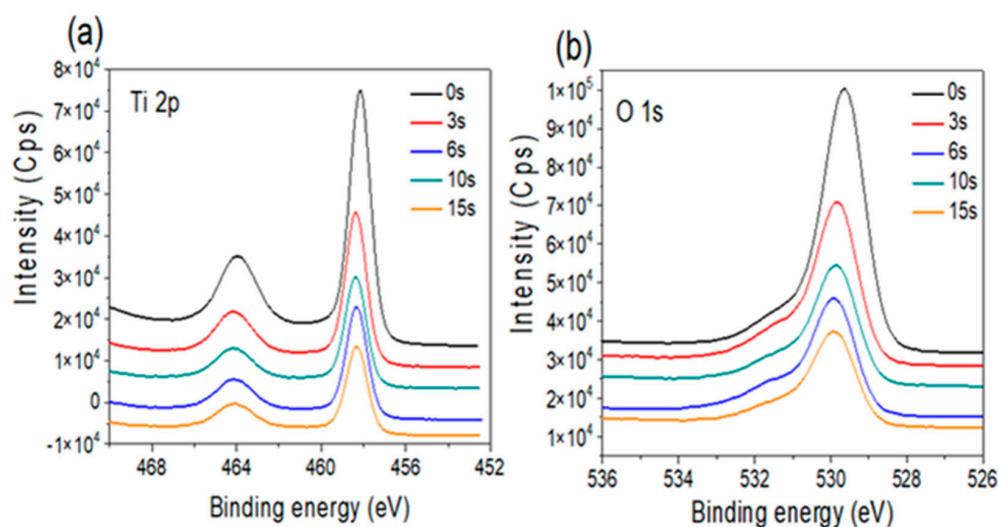 (a)
8×10⁴
7×10⁴
6×10⁴
5×10⁴
4×10⁴
3×10⁴
2×10⁴
1×10⁴
0
-1×10⁴
Intensity (Cps)
Ti 2p
0s
3s
6s
10s
15s
468 464 458 456 452
Binding energy (eV)
(b)
1×10⁵
9×10⁴
8×10⁴
7×10⁴
6×10⁴
5×10⁴
4×10⁴
3×10⁴
2×10⁴
1×10⁴
Intensity (Cps)
O 1s
0s
3s
6s
10s
15s
536 534 532 530 528 526
Binding energy (eV)